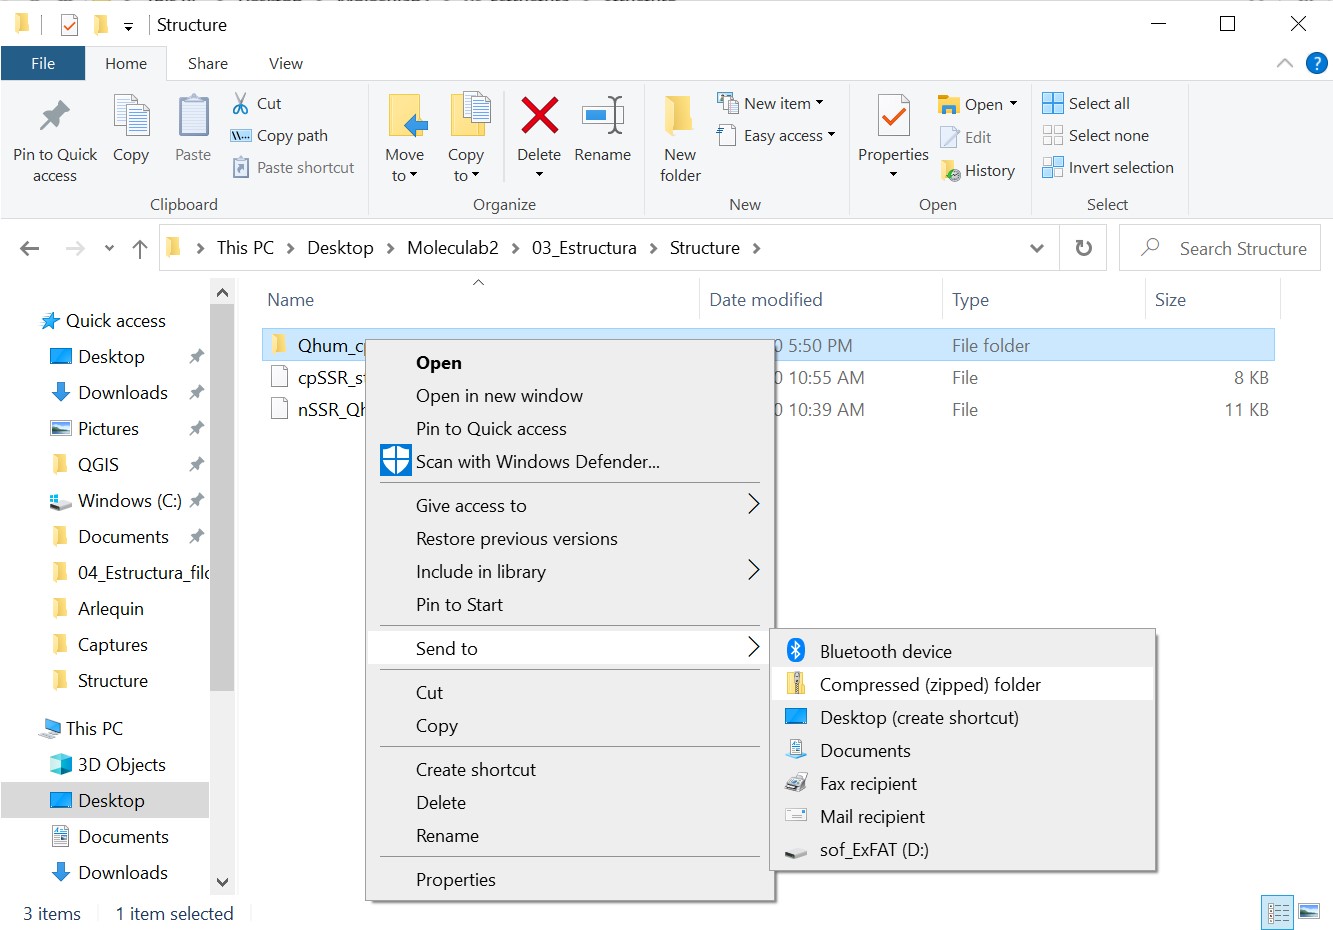 Structure
File
Home
Share
View
Pin to Quick access
Copy
Paste
Cut
Copy path
Paste shortcut
Clipboard
Move to
Copy to
Delete
Rename
Organize
New folder
New item
Easy access
New
Properties
Open
Edit
History
Open
Select all
Select none
Invert selection
Select
This PC > Desktop > Moleculab2 > 03_Estructura > Structure >
Search Structure
Name
Date modified
Type
Size
0 5:50 PM
File folder
0 10:55 AM
File
8 KB
0 10:39 AM
File
11 KB
Quick access
Desktop
Downloads
Pictures
QGIS
Windows (C:)
Documents
Arlequin
Captures
Structure
This PC
3D Objects
Desktop
Documents
Downloads
Open
Open in new window
Pin to Quick access
Scan with Windows Defender...
Give access to
Restore previous versions
Include in library
Pin to Start
Send to
Cut
Copy
Create shortcut
Delete
Rename
Properties
Bluetooth device
Compressed (zipped) folder
Desktop (create shortcut)
Documents
Fax recipient
Mail recipient
sof_ExFAT (D:)
3 items
1 item selected